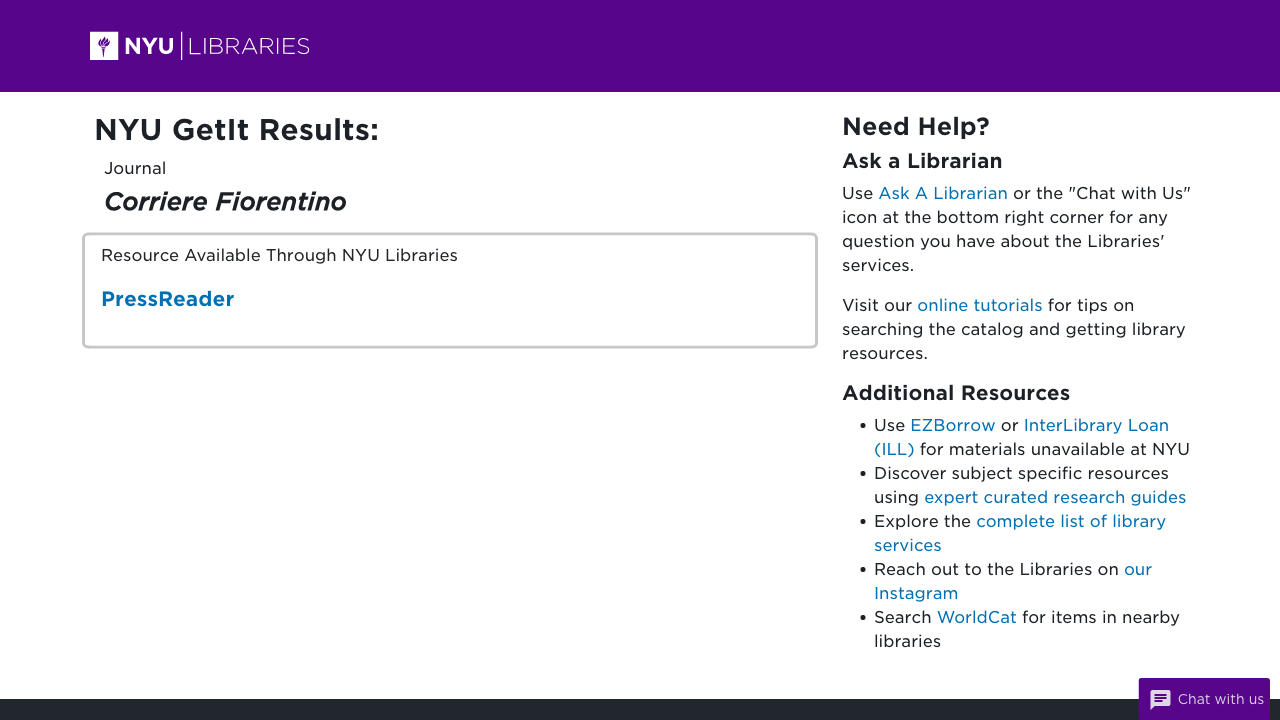 NYU | LIBRARIES
NYU GetIt Results:
Journal
Corriere Fiorentino
Resource Available Through NYU Libraries
PressReader
Need Help?
Ask a Librarian
Use Ask A Librarian or the "Chat with Us"
icon at the bottom right corner for any
question you have about the Libraries'
services.
Visit our online tutorials for tips on
searching the catalog and getting library
resources.
Additional Resources
• Use EZBorrow or InterLibrary Loan
(ILL) for materials unavailable at NYU
• Discover subject specific resources
using expert curated research guides
• Explore the complete list of library
services
• Reach out to the Libraries on our
Instagram
• Search WorldCat for items in nearby
libraries
Chat with us